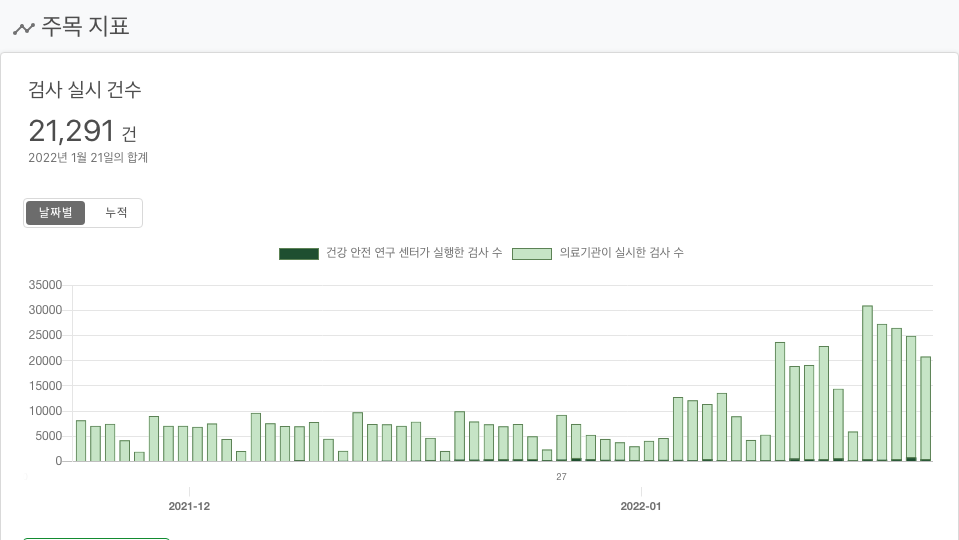 주목 지표
검사 실시 건수
21,291 건
2022년 1월 21일의 합계
날짜별 누적
건강 안전 연구 센터가 실행한 검사 수 의료기관이 실시한 검사 수
35000
30000
25000
20000
15000
10000
5000
0
27
2021-12 2022-01